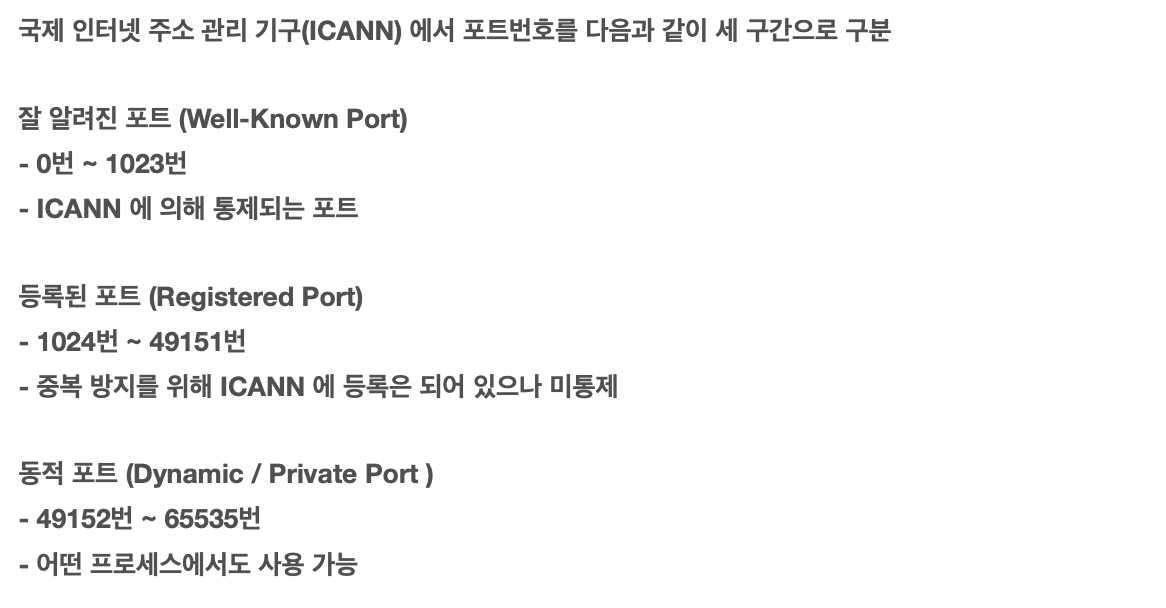 국제 인터넷 주소 관리 기구(ICANN) 에서 포트번호를 다음과 같이 세 구간으로 구분
잘 알려진 포트 (Well-Known Port)
- 0번 ~ 1023번
- ICANN 에 의해 통제되는 포트
등록된 포트 (Registered Port)
- 1024번 ~ 49151번
- 중복 방지를 위해 ICANN 에 등록은 되어 있으나 미통제
동적 포트 (Dynamic / Private Port )
- 49152번 ~ 65535번
- 어떤 프로세스에서도 사용 가능